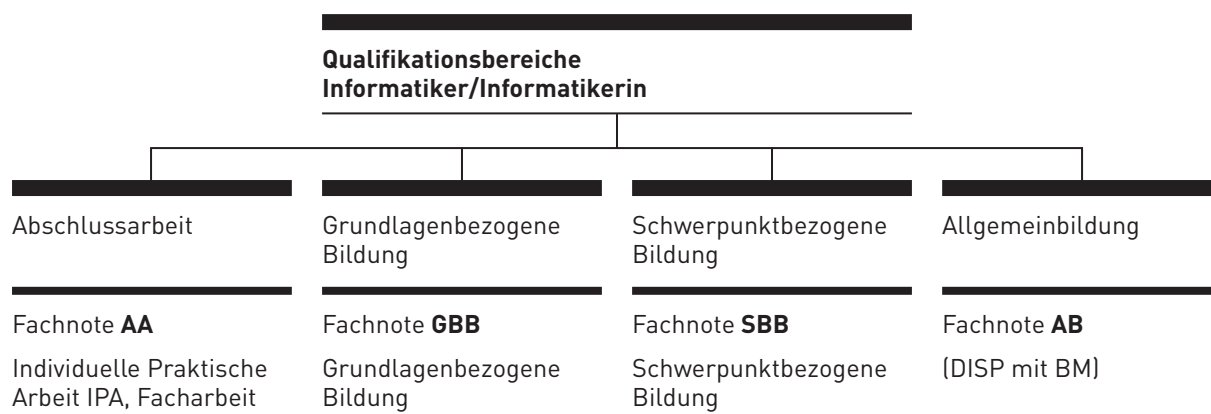 Qualifikationsbereiche
Informatiker/Informatikerin
Abschlussarbeit
Grundlagenbezogene
Bildung
Schwerpunktbezogene
Bildung
Allgemeinbildung
Fachnote AA
Individuelle Praktische
Arbeit IPA, Facharbeit
Fachnote GBB
Grundlagenbezogene
Bildung
Fachnote SBB
Schwerpunktbezogene
Bildung
Fachnote AB
(DISP mit BM)